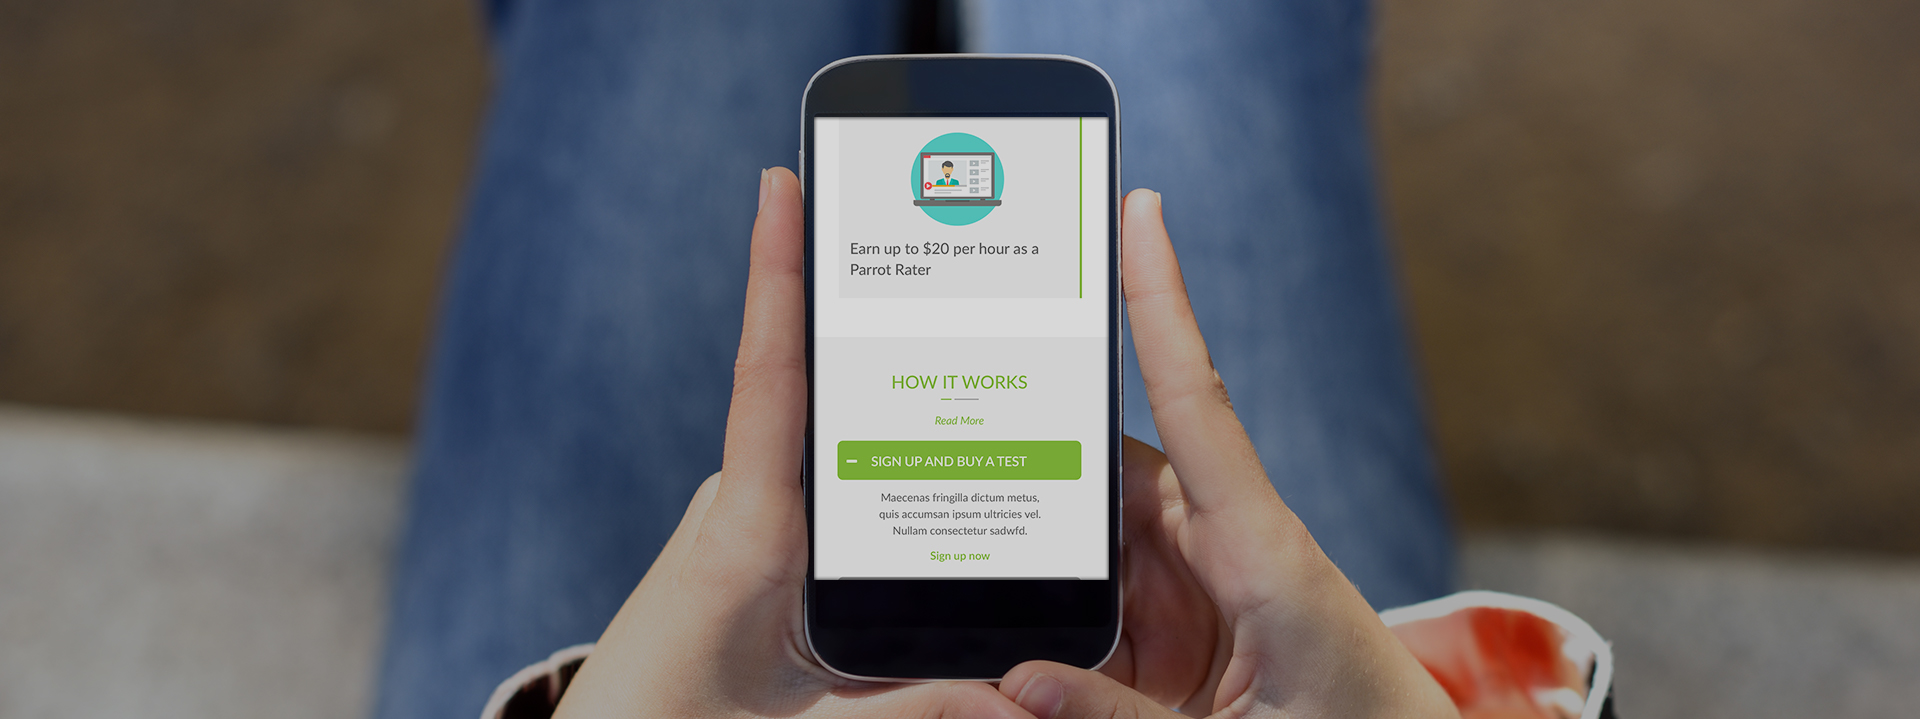 Earn up to $20 per hour as a
Parrot Rater
HOW IT WORKS
Read More
SIGN UP AND BUY A TEST
Maecenas fringilla dictum metus,
quis accumsan ipsum ultricies vel.
Nullam consectetur sadwfd.
Sign up now